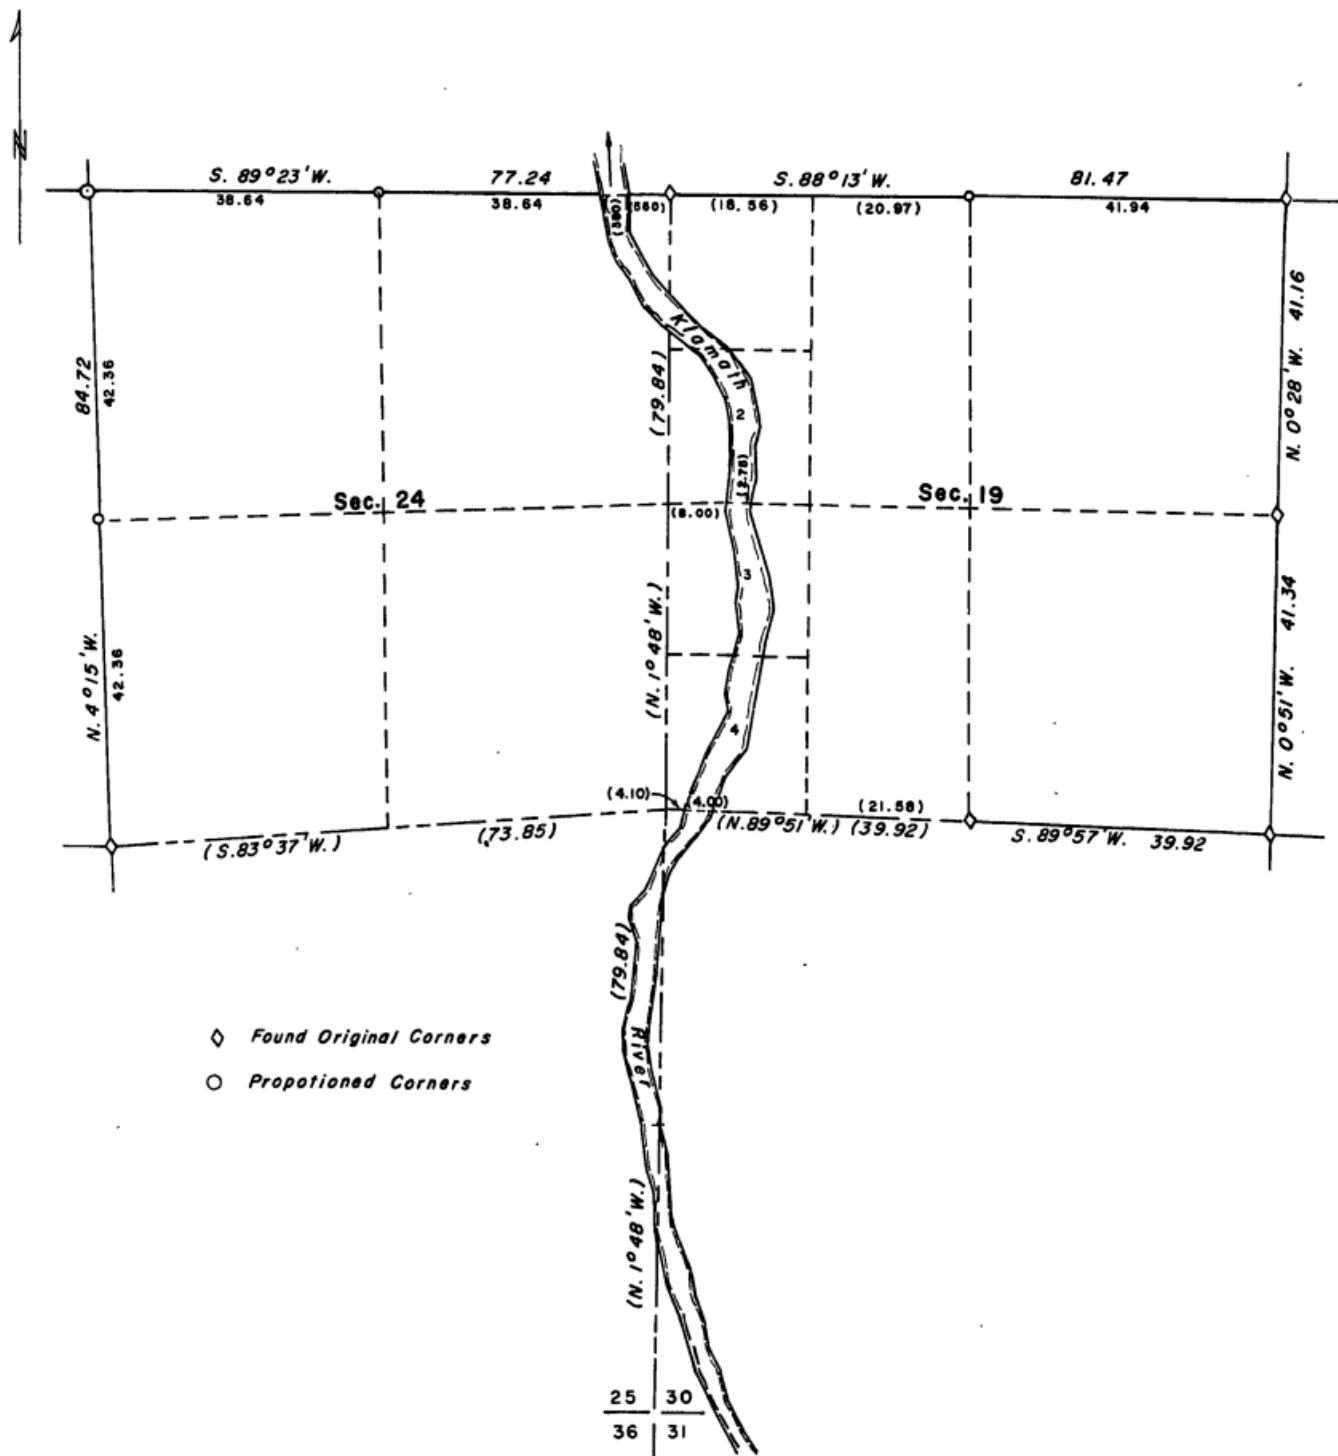 N
S. 89°23'W. 77.24 S. 88°13'W. 81.47
38.64 38.64 (3.80) (560) (18.56) (20.97) 41.94
Klamath
84.72
42.36
(79.84)
N. 0°28'W. 41.16
2
(2.78)
Sec. 24 Sec. 19
(8.00)
3
N. 4°15'W.
42.36
(N. 1°48'W.)
N. 0°51'W. 41.34
4
(4.10) (4.00) (21.58)
(S.83°37'W.) (73.85) (N.89°51'W.) (39.92) S.89°57'W. 39.92
(79.84)
◇ Found Original Corners
○ Propotioned Corners
River
(N. 1°48'W.)
25 30
36 31